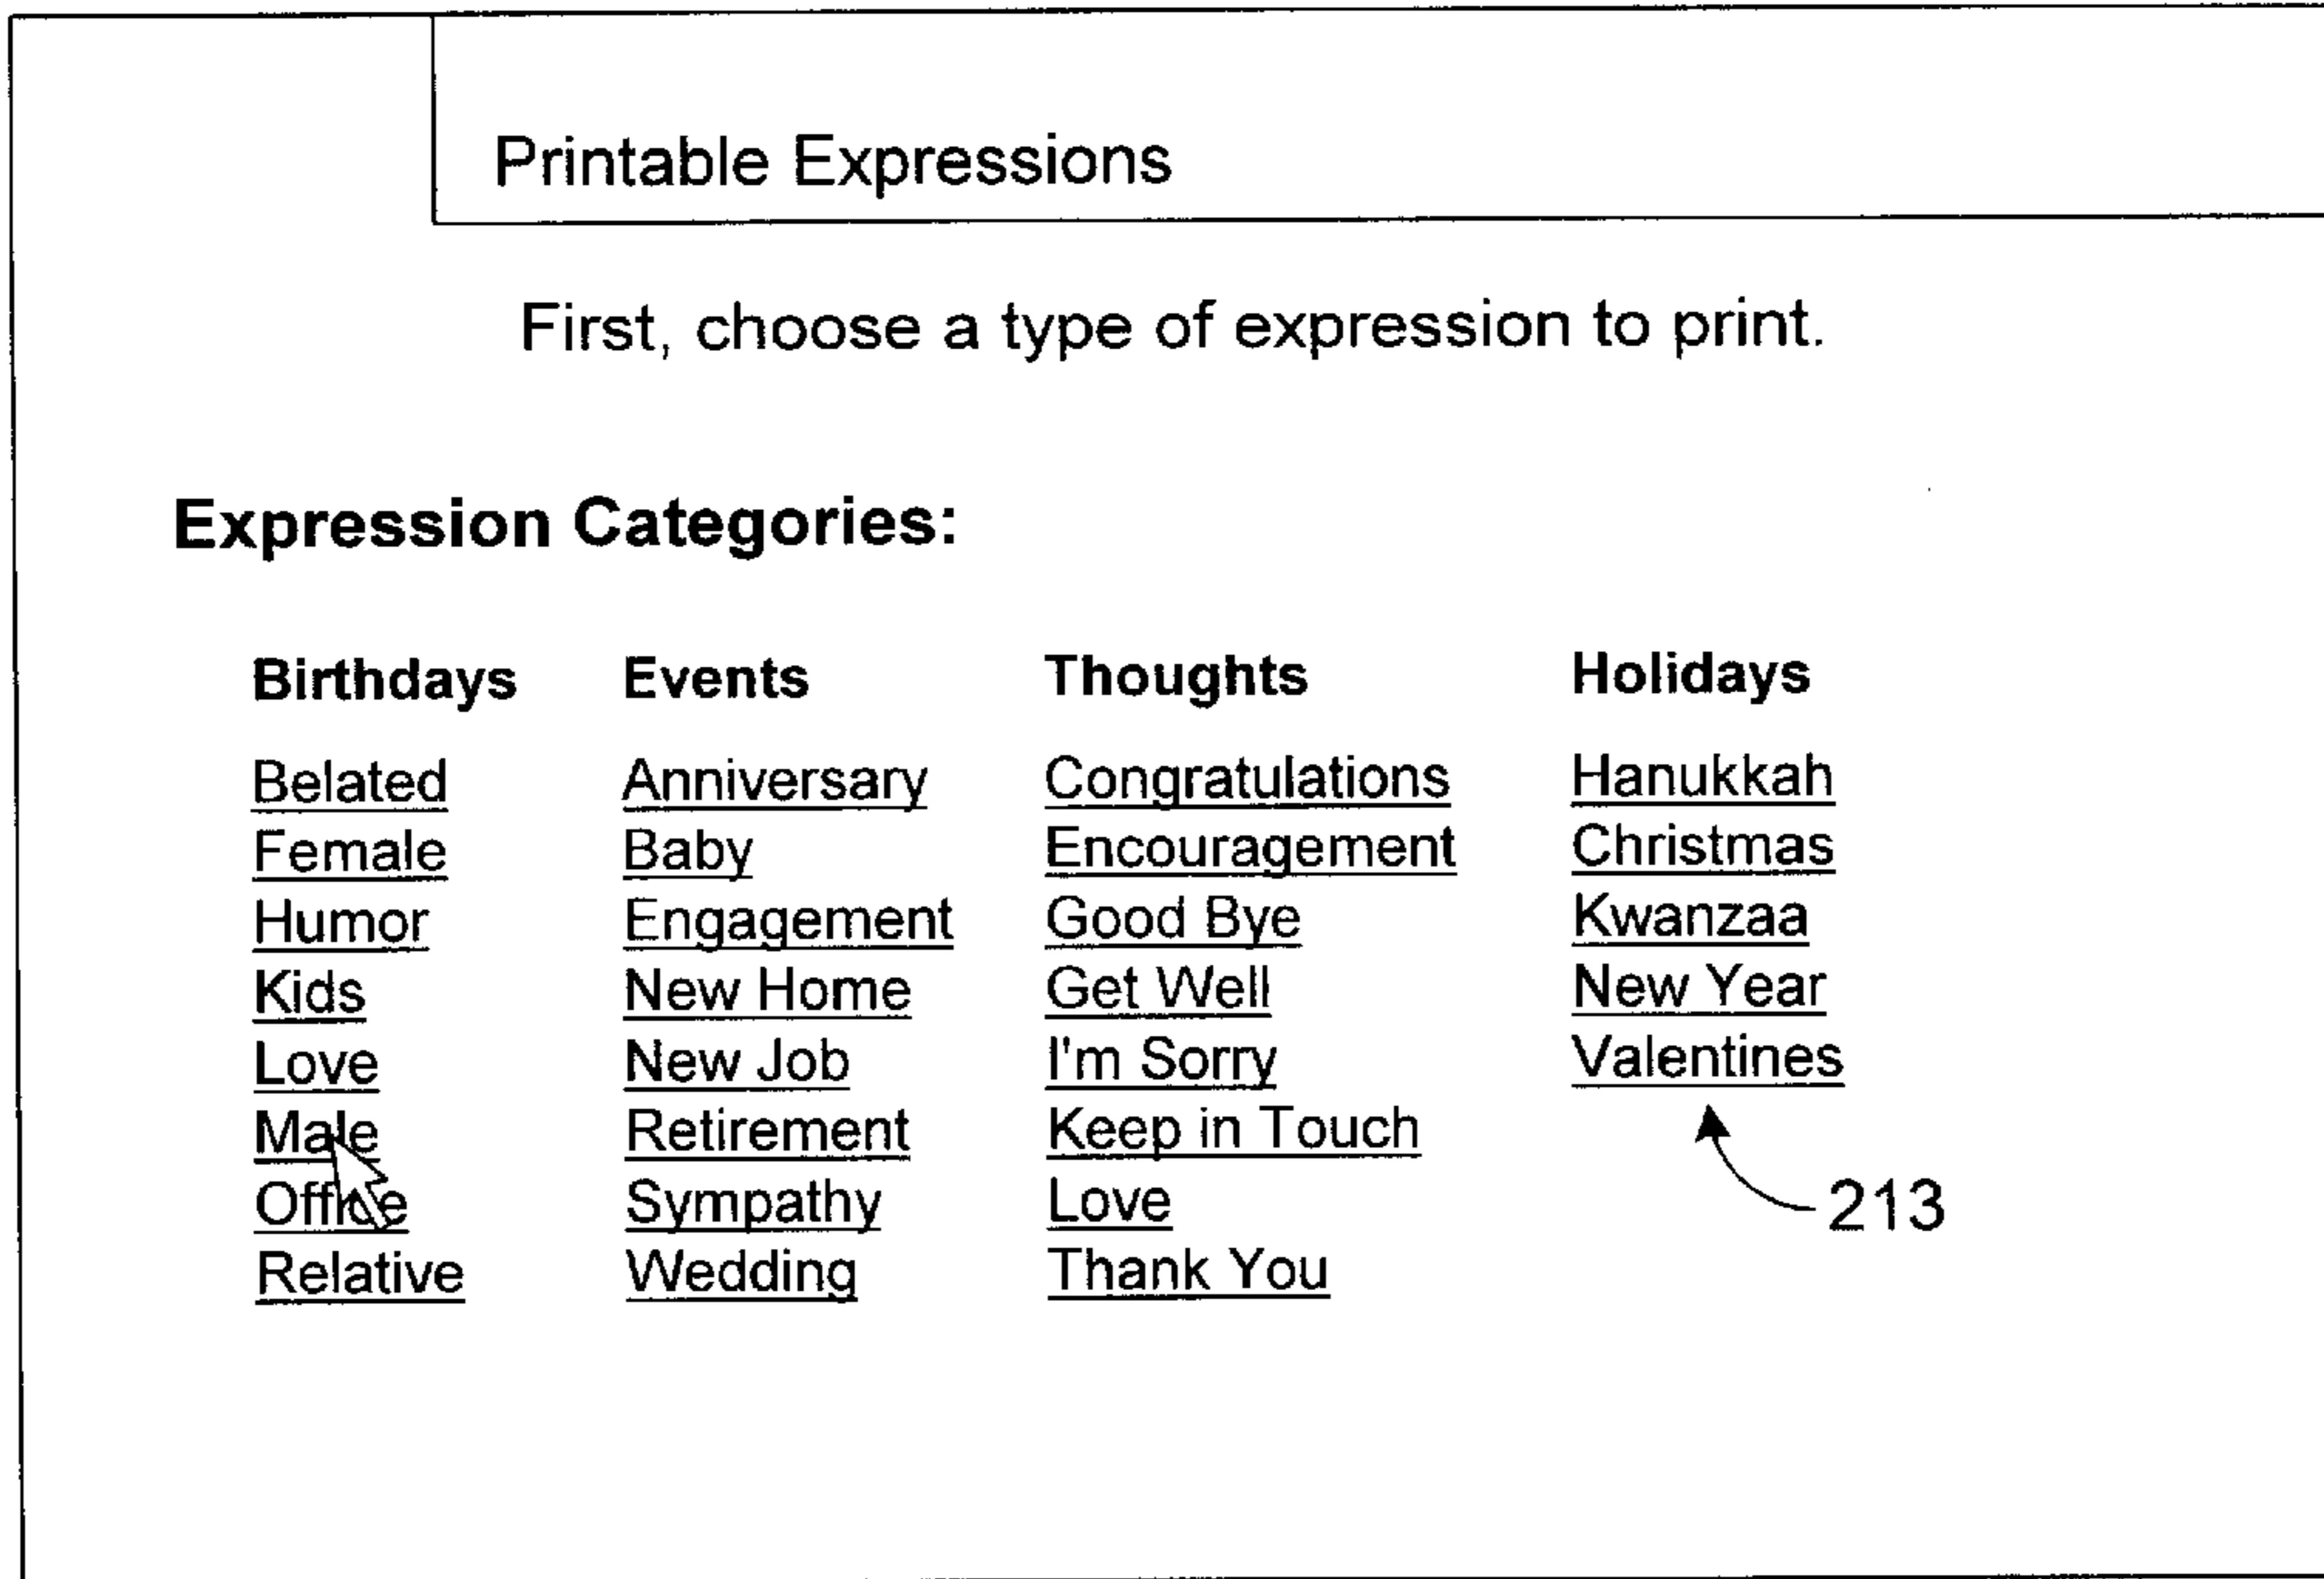 Printable Expressions
First, choose a type of expression to print.
Expression Categories:
Birthdays Events Thoughts Holidays
Belated Anniversary Congratulations Hanukkah
Female Baby Encouragement Christmas
Humor Engagement Good Bye Kwanzaa
Kids New Home Get Well New Year
Love New Job I'm Sorry Valentines
Male Retirement Keep in Touch
Office Sympathy Love 213
Relative Wedding Thank You